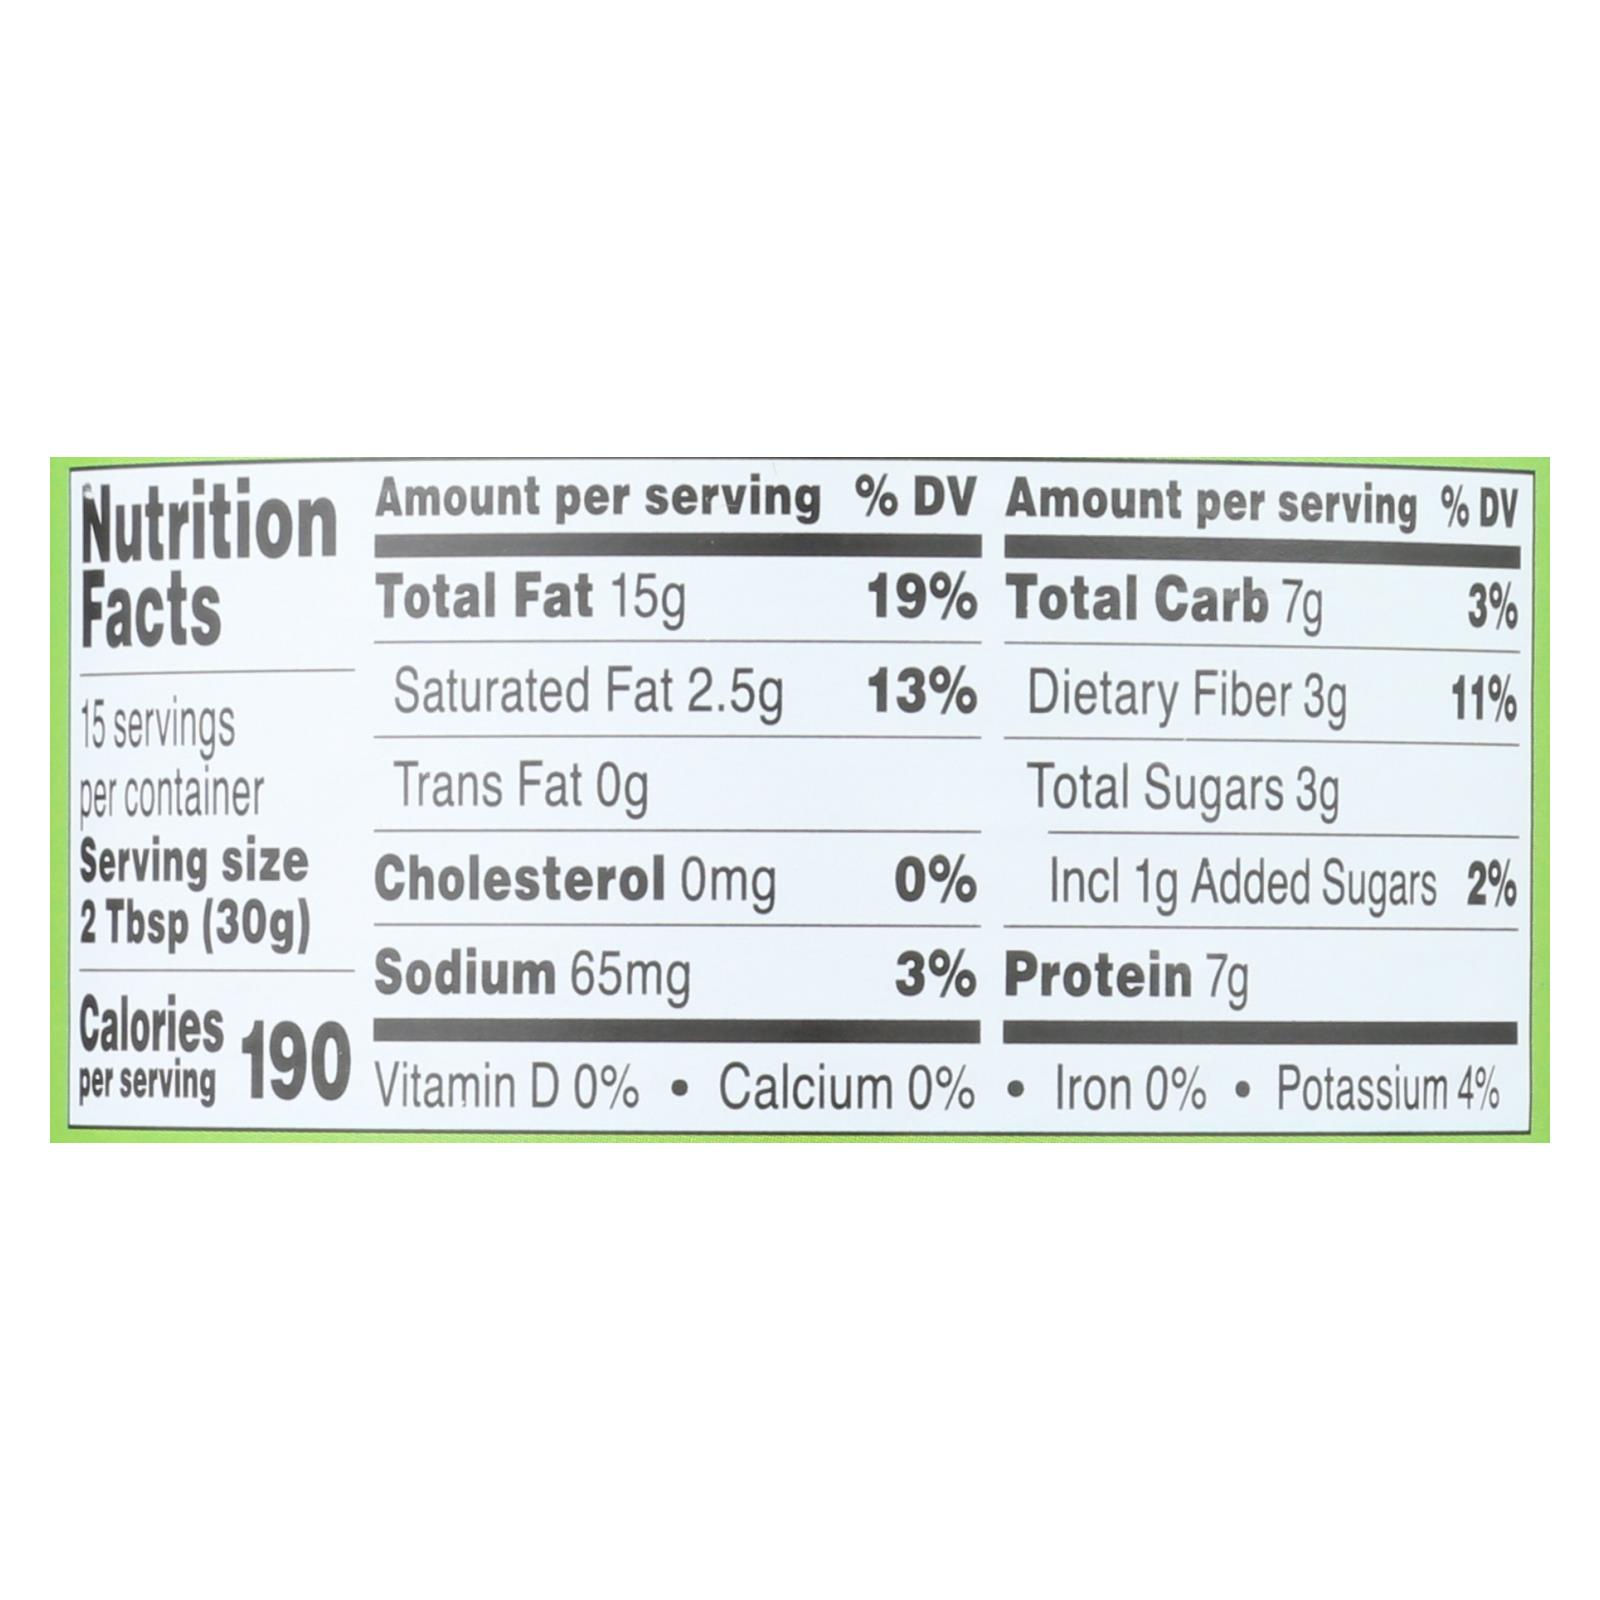 Nutrition
Facts
15 servings
per container
Serving size
2 Tbsp (30g)
Calories
per serving
190
Amount per serving % DV
Total Fat 15g 19%
Saturated Fat 2.5g 13%
Trans Fat 0g
Cholesterol 0mg 0%
Sodium 65mg 3%
Amount per serving % DV
Total Carb 7g 3%
Dietary Fiber 3g 11%
Total Sugars 3g
Incl 1g Added Sugars 2%
Protein 7g
Vitamin D 0% • Calcium 0% • Iron 0% • Potassium 4%